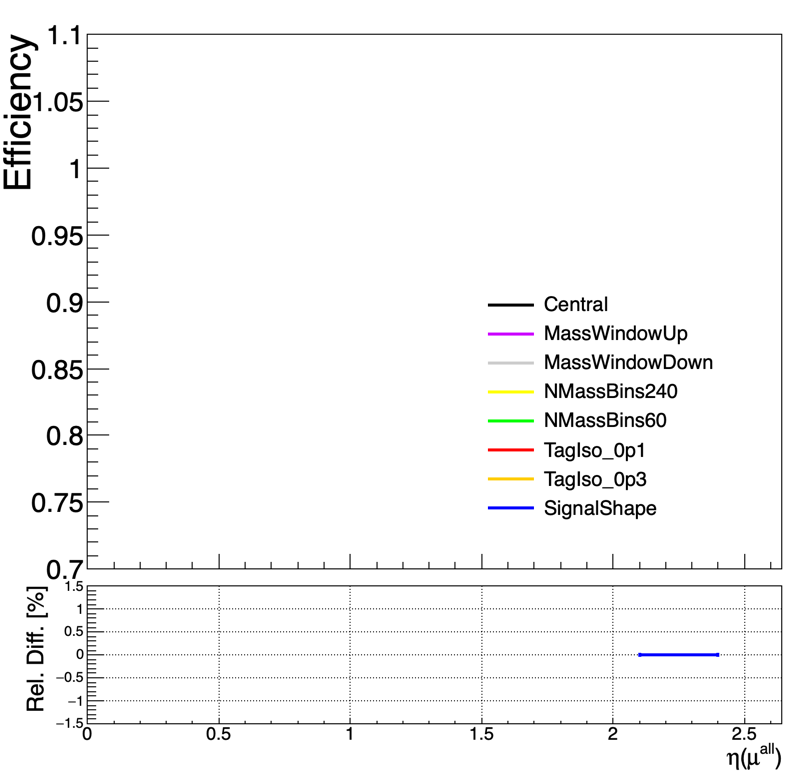 Efficiency
1.1
1.05
1
0.95
0.9
0.85
0.8
0.75
0.7
Central
MassWindowUp
MassWindowDown
NMassBins240
NMassBins60
TagIso_0p1
TagIso_0p3
SignalShape
Rel. Diff. [%]
1.5
1
0.5
0
−0.5
−1
−1.5
0 0.5 1 1.5 2 2.5
η(μ^all)